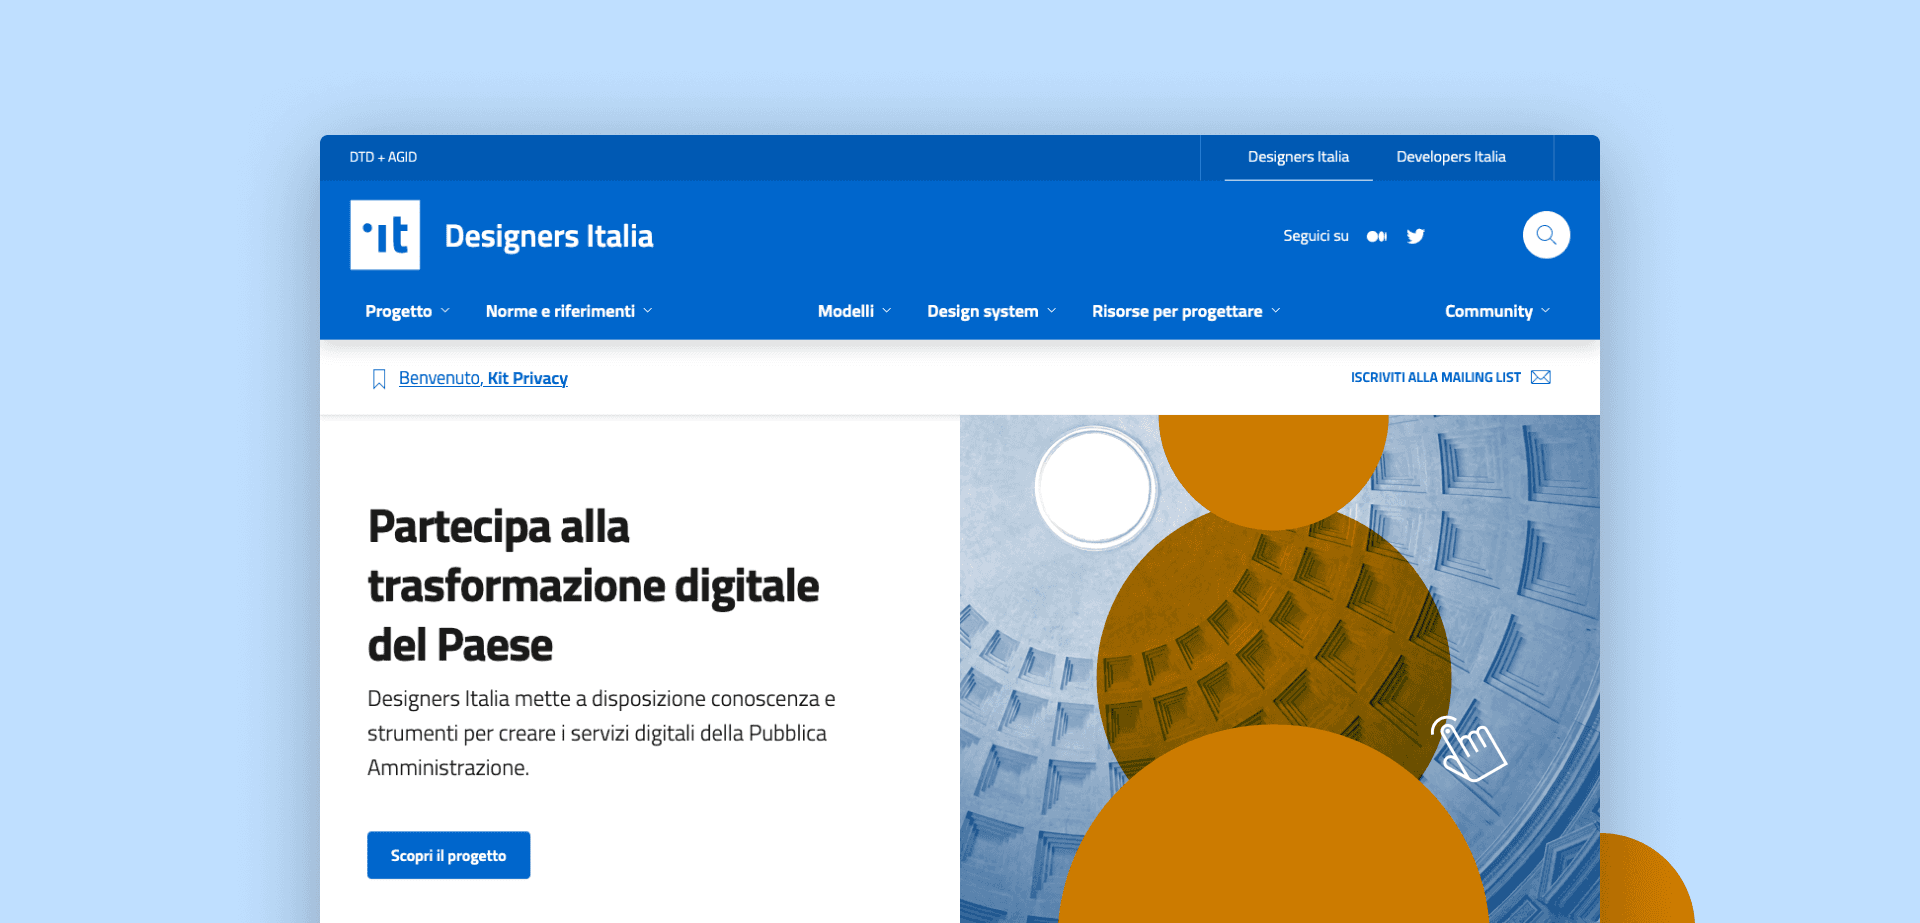 DTD + AGID
Designers Italia
Developers Italia
it
Designers Italia
Seguici su
Progetto
Norme e riferimenti
Modelli
Design system
Risorse per progettare
Community
Benvenuto, Kit Privacy
ISCRIVITI ALLA MAILING LIST
Partecipa alla
trasformazione digitale
del Paese
Designers Italia mette a disposizione conoscenza e
strumenti per creare i servizi digitali della Pubblica
Amministrazione.
Scopri il progetto